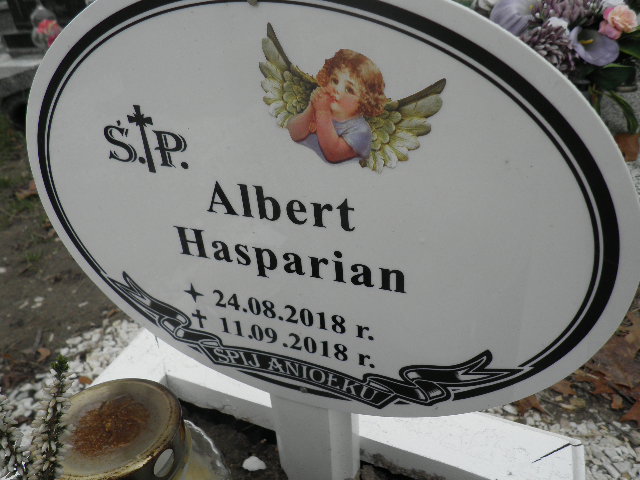 Ś.P.
Albert
Hasparian
24.08.2018 r.
11.09.2018 r.
ŚPIJ ANIOŁKU